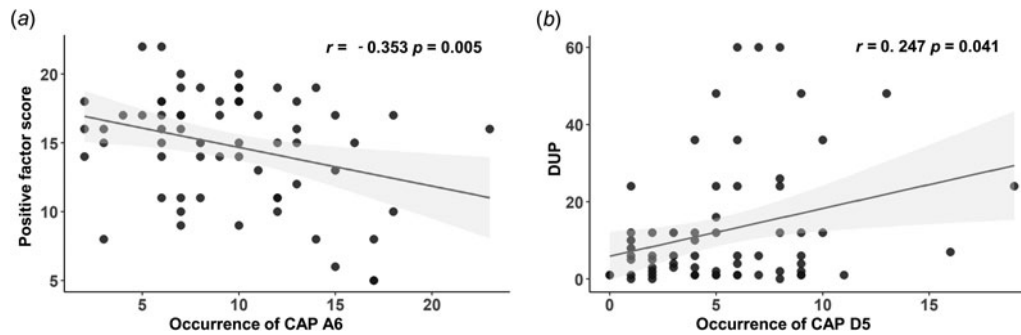 (a)
r = - 0.353 p = 0.005
Positive factor score
20
15
10
5
5 10 15 20
Occurrence of CAP A6
(b)
r = 0. 247 p = 0.041
DUP
60
40
20
0
0 5 10 15
Occurrence of CAP D5